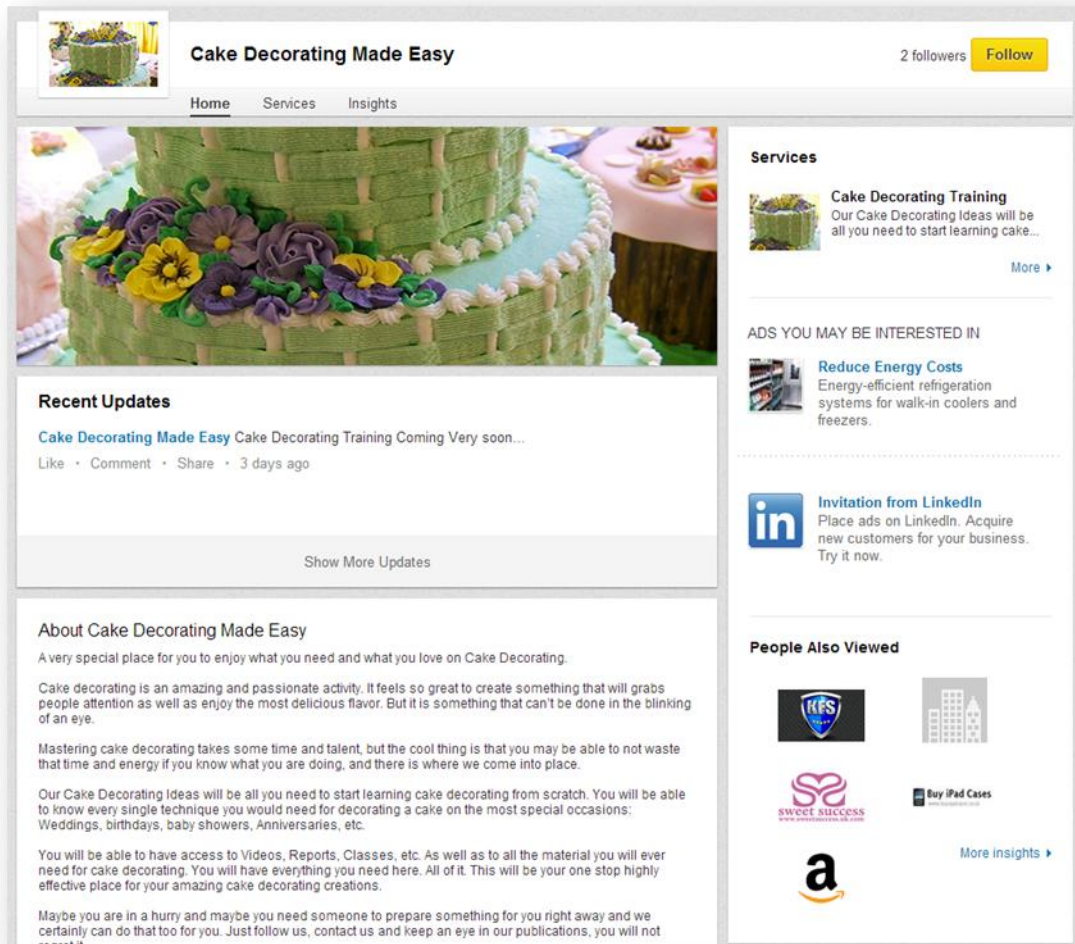 Cake Decorating Made Easy
2 followers Follow
Home Services Insights
Recent Updates
Cake Decorating Made Easy Cake Decorating Training Coming Very soon...
Like · Comment · Share · 3 days ago
Show More Updates
About Cake Decorating Made Easy
A very special place for you to enjoy what you need and what you love on Cake Decorating.
Cake decorating is an amazing and passionate activity. It feels so great to create something that will grabs
people attention as well as enjoy the most delicious flavor. But it is something that can't be done in the blinking
of an eye.
Mastering cake decorating takes some time and talent, but the cool thing is that you may be able to not waste
that time and energy if you know what you are doing, and there is where we come into place.
Our Cake Decorating Ideas will be all you need to start learning cake decorating from scratch. You will be able
to know every single technique you would need for decorating a cake on the most special occasions:
Weddings, birthdays, baby showers, Anniversaries, etc.
You will be able to have access to Videos, Reports, Classes, etc. As well as to all the material you will ever
need for cake decorating. You will have everything you need here. All of it. This will be your one stop highly
effective place for your amazing cake decorating creations.
Maybe you are in a hurry and maybe you need someone to prepare something for you right away and we
certainly can do that too for you. Just follow us, contact us and keep an eye in our publications, you will not
Services
Cake Decorating Training
Our Cake Decorating Ideas will be
all you need to start learning cake...
More
ADS YOU MAY BE INTERESTED IN
Reduce Energy Costs
Energy-efficient refrigeration
systems for walk-in coolers and
freezers.
in
Invitation from LinkedIn
Place ads on LinkedIn. Acquire
new customers for your business.
Try it now.
People Also Viewed
KFS
sweet success
www.sweetsuccess.uk.com
Buy iPad Cases
a
More insights